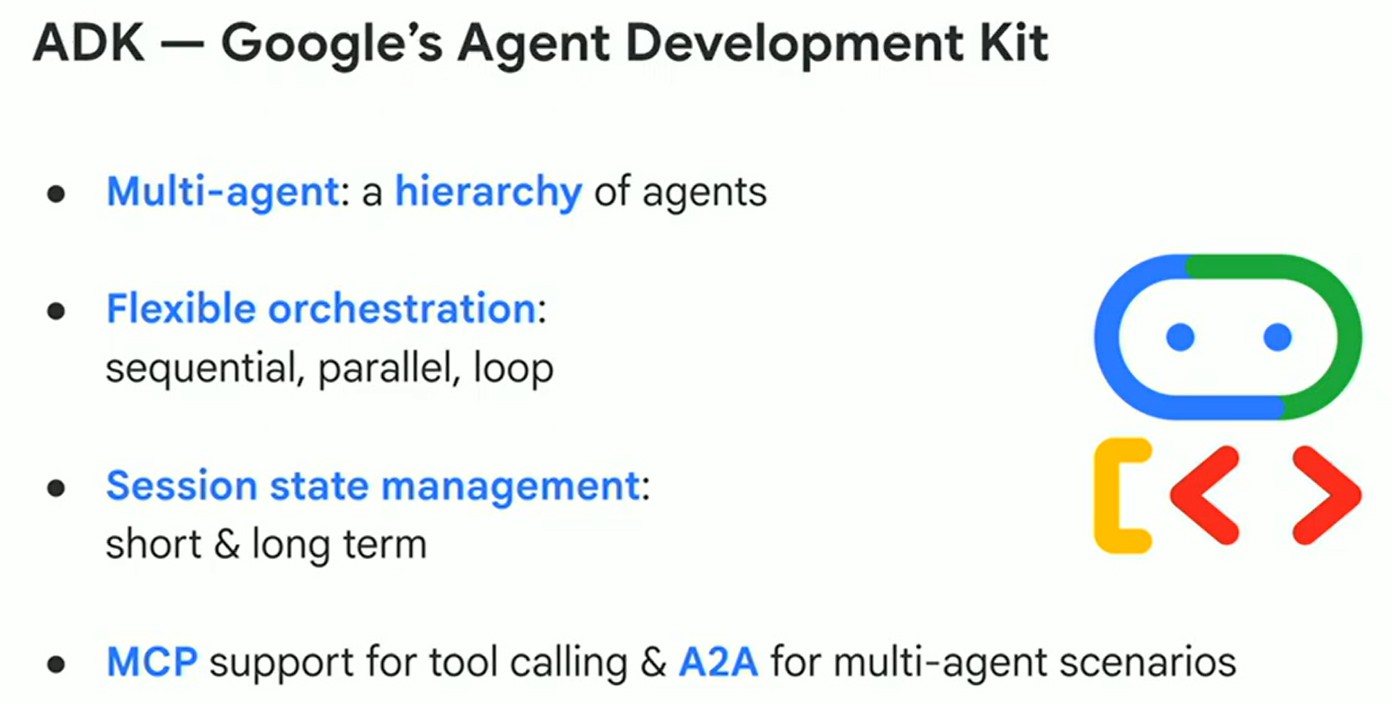 ADK — Google’s Agent Development Kit
● Multi-agent: a hierarchy of agents
● Flexible orchestration:
sequential, parallel, loop
● Session state management:
short & long term
● MCP support for tool calling & A2A for multi-agent scenarios